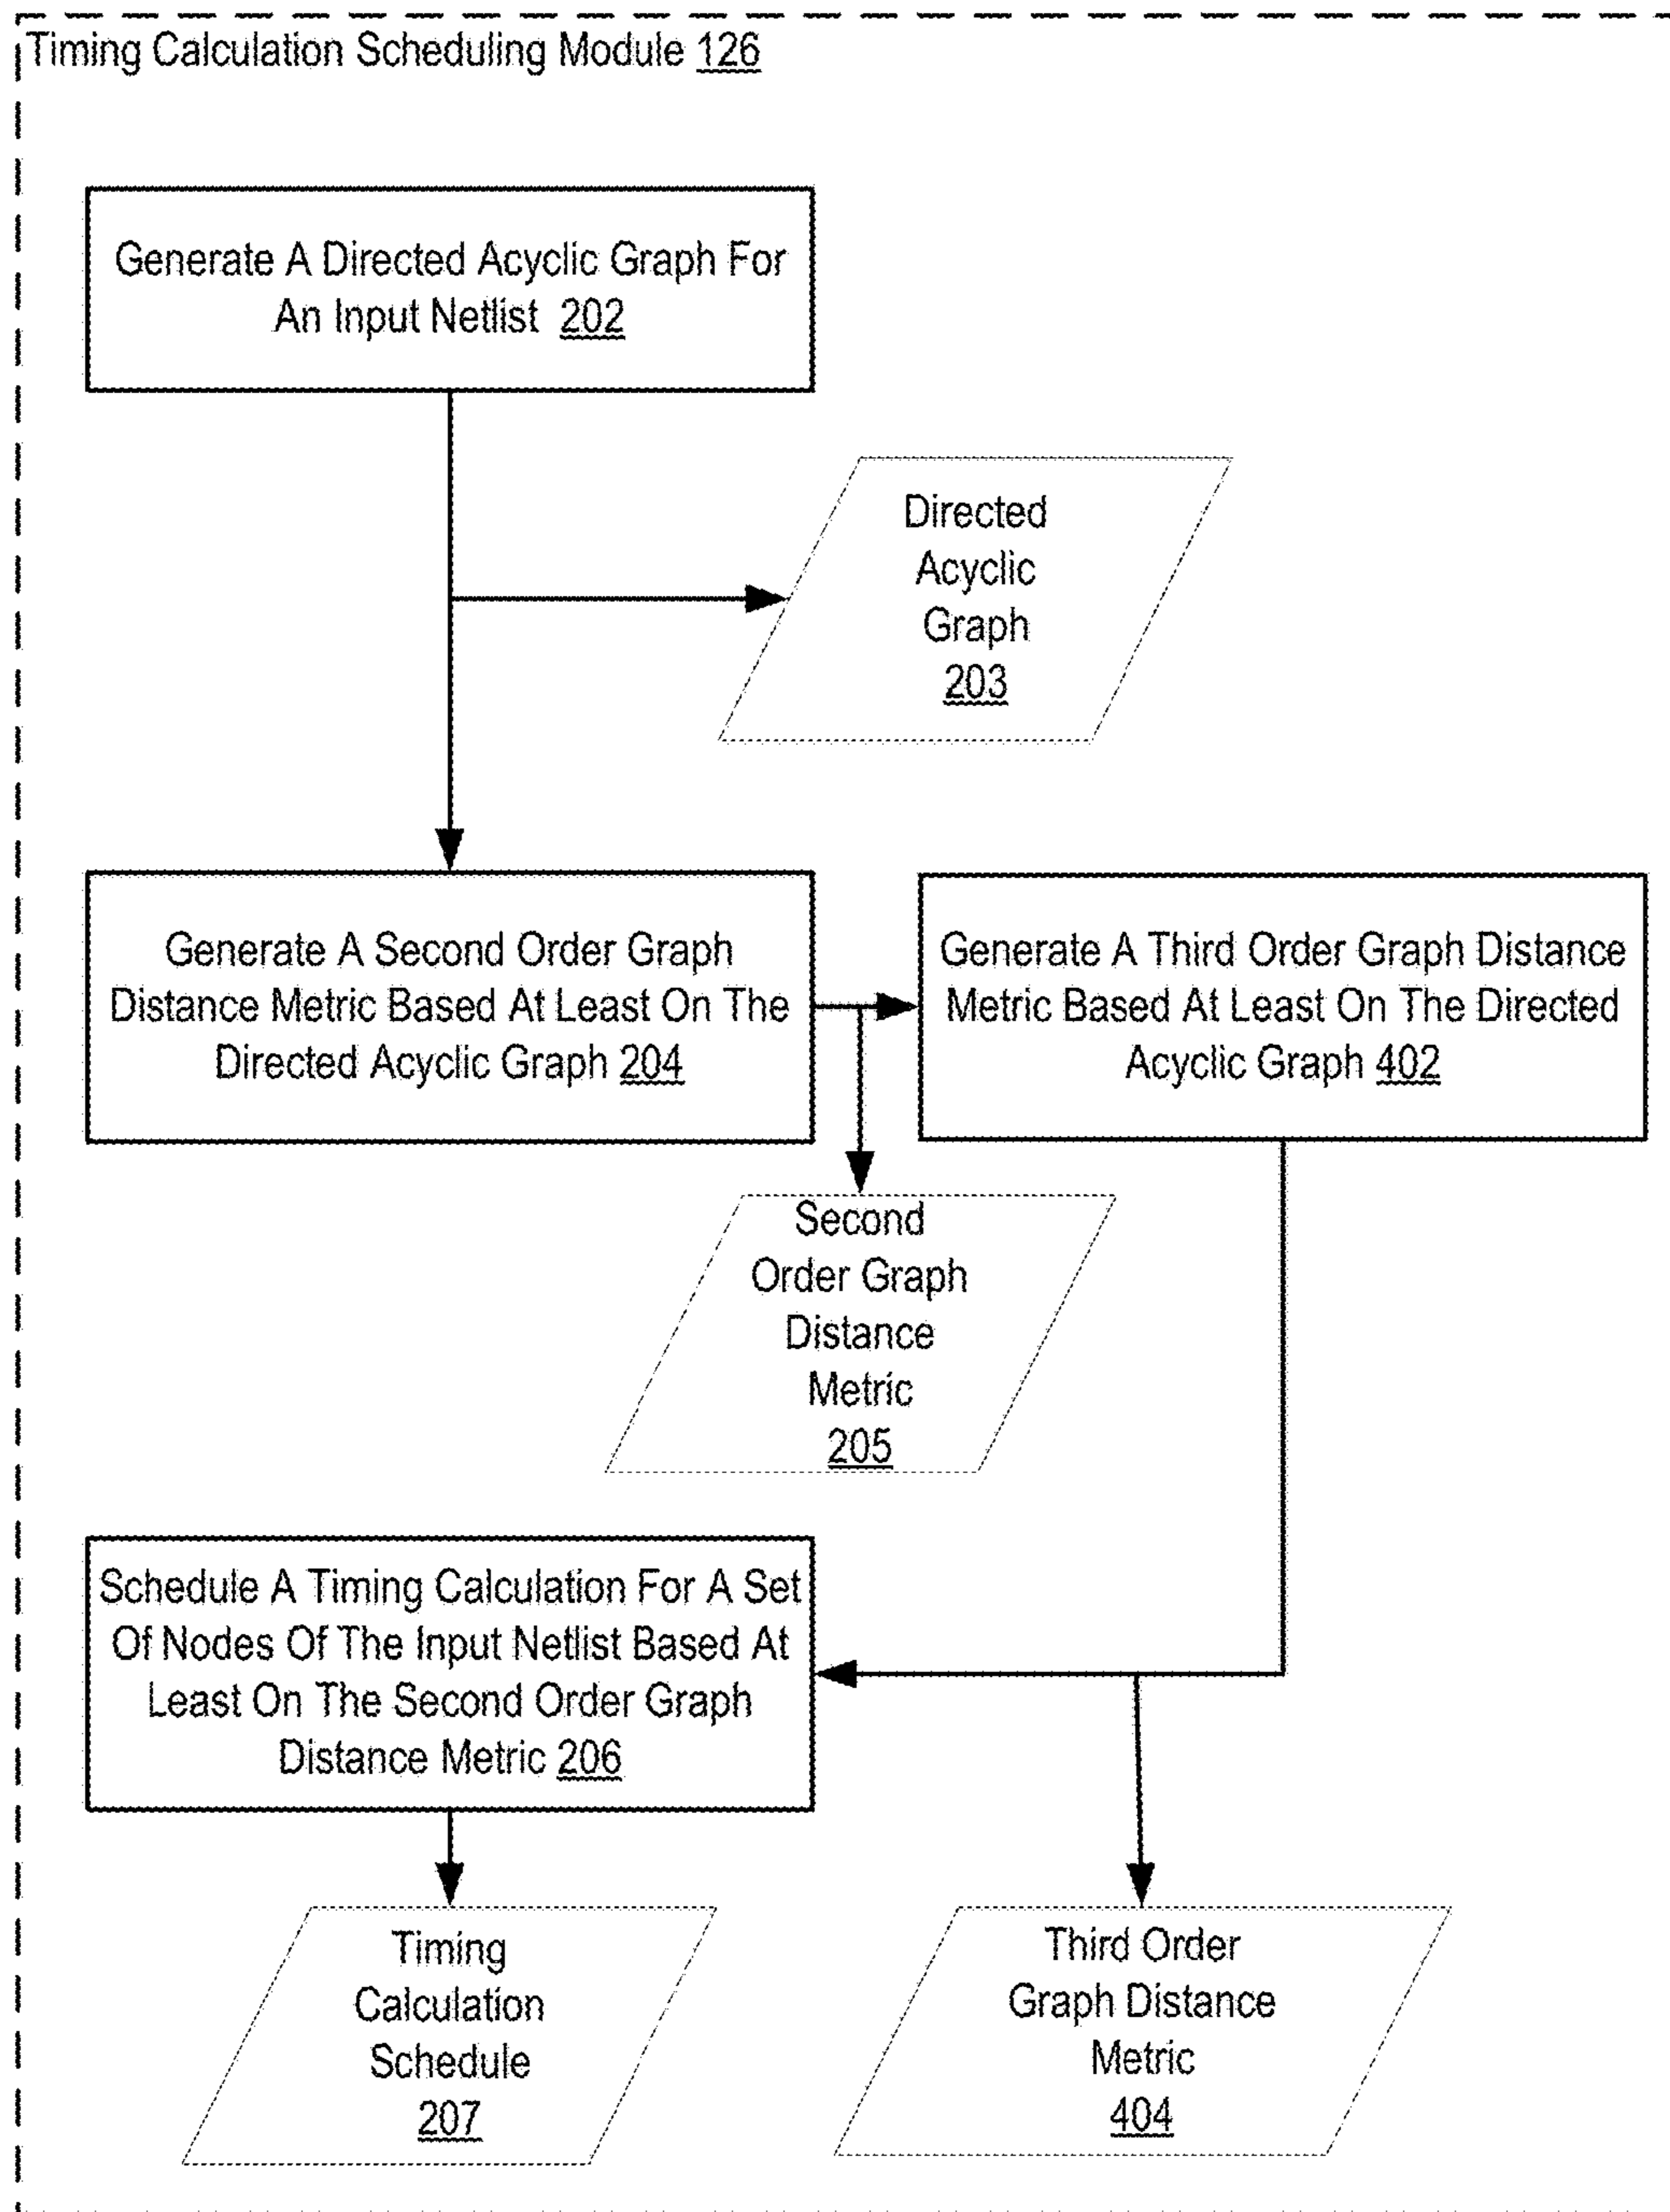 Timing Calculation Scheduling Module 126
Generate A Directed Acyclic Graph For
An Input Netlist 202
Directed
Acyclic
Graph
203
Generate A Second Order Graph
Distance Metric Based At Least On The
Directed Acyclic Graph 204
Generate A Third Order Graph Distance
Metric Based At Least On The Directed
Acyclic Graph 402
Second
Order Graph
Distance
Metric
205
Schedule A Timing Calculation For A Set
Of Nodes Of The Input Netlist Based At
Least On The Second Order Graph
Distance Metric 206
Timing
Calculation
Schedule
207
Third Order
Graph Distance
Metric
404